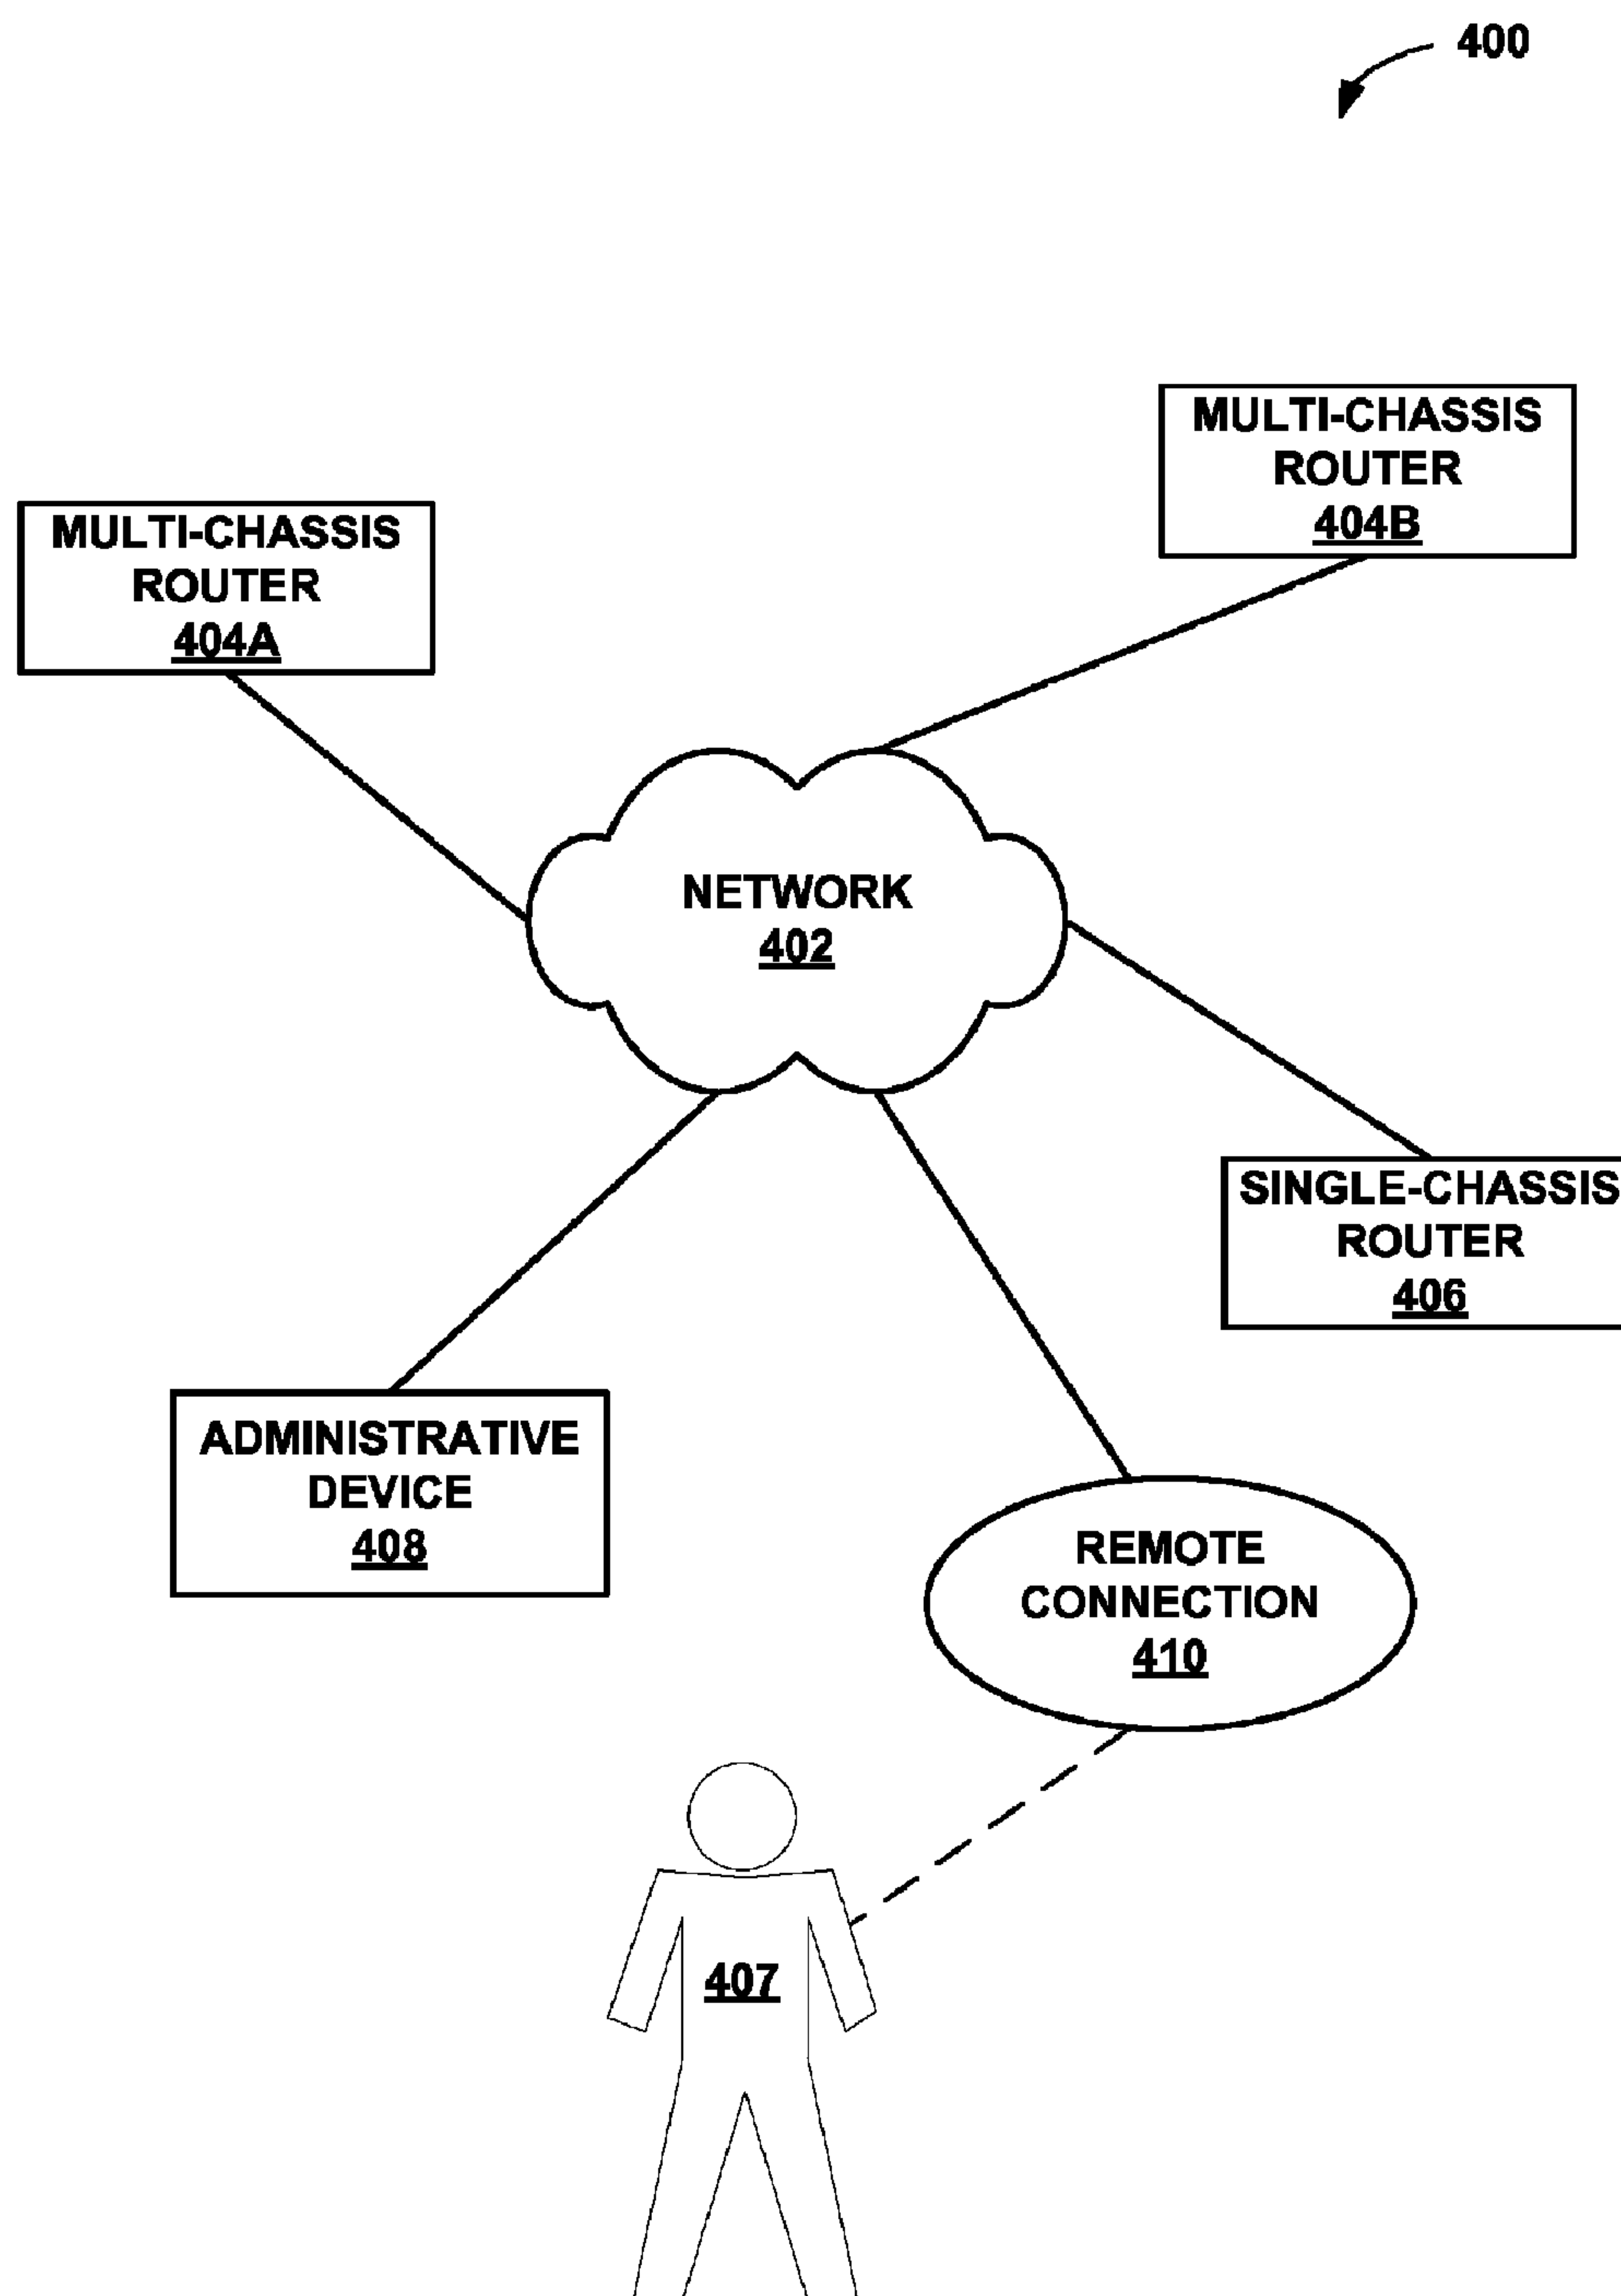 400
MULTI-CHASSIS
ROUTER
404B
MULTI-CHASSIS
ROUTER
404A
NETWORK
402
SINGLE-CHASSIS
ROUTER
406
ADMINISTRATIVE
DEVICE
408
REMOTE
CONNECTION
410
407